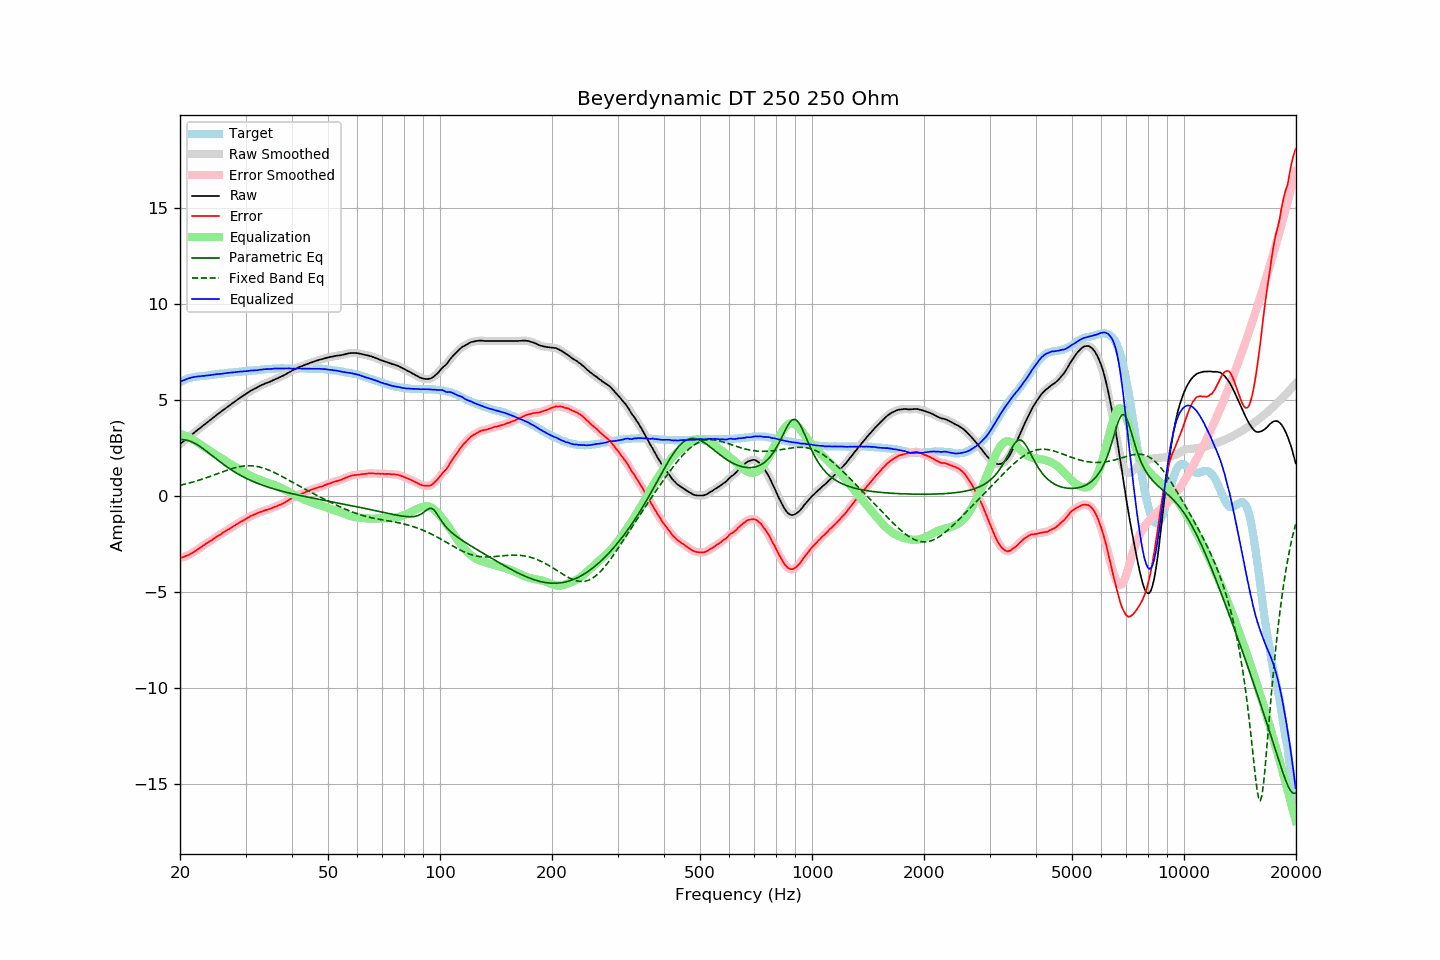 Beyerdynamic DT 250 250 Ohm
Target
Raw Smoothed
Error Smoothed
Raw
Error
Equalization
Parametric Eq
Fixed Band Eq
Equalized
Amplitude (dBr)
15
10
5
0
−5
−10
−15
20 50 100 200 500 1000 2000 5000 10000 20000
Frequency (Hz)